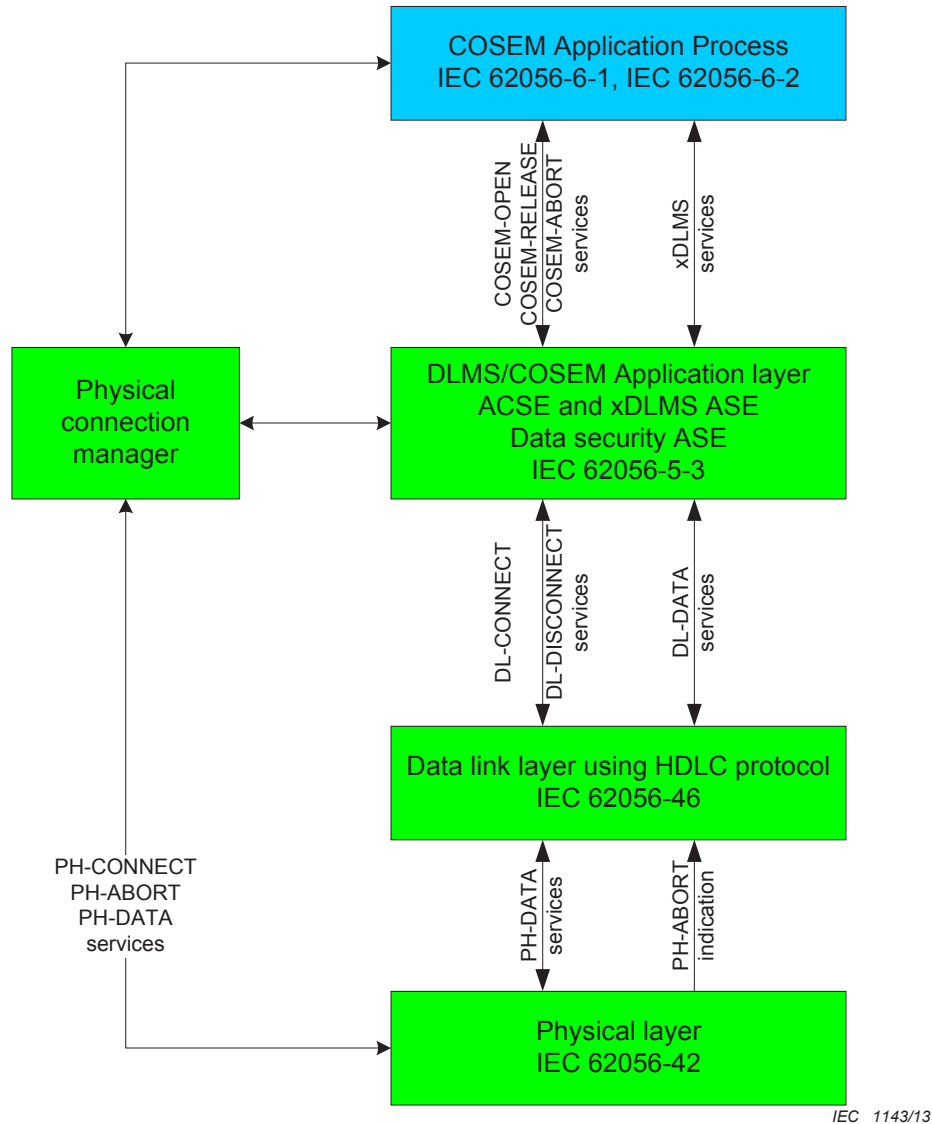 COSEM Application Process
IEC 62056-6-1, IEC 62056-6-2
COSEM-OPEN
COSEM-RELEASE
COSEM-ABORT
services
xDLMS
services
Physical
connection
manager
DLMS/COSEM Application layer
ACSE and xDLMS ASE
Data security ASE
IEC 62056-5-3
DL-CONNECT
DL-DISCONNECT
services
DL-DATA
services
Data link layer using HDLC protocol
IEC 62056-46
PH-CONNECT
PH-ABORT
PH-DATA
services
PH-DATA
services
PH-ABORT
indication
Physical layer
IEC 62056-42
IEC 1143/13